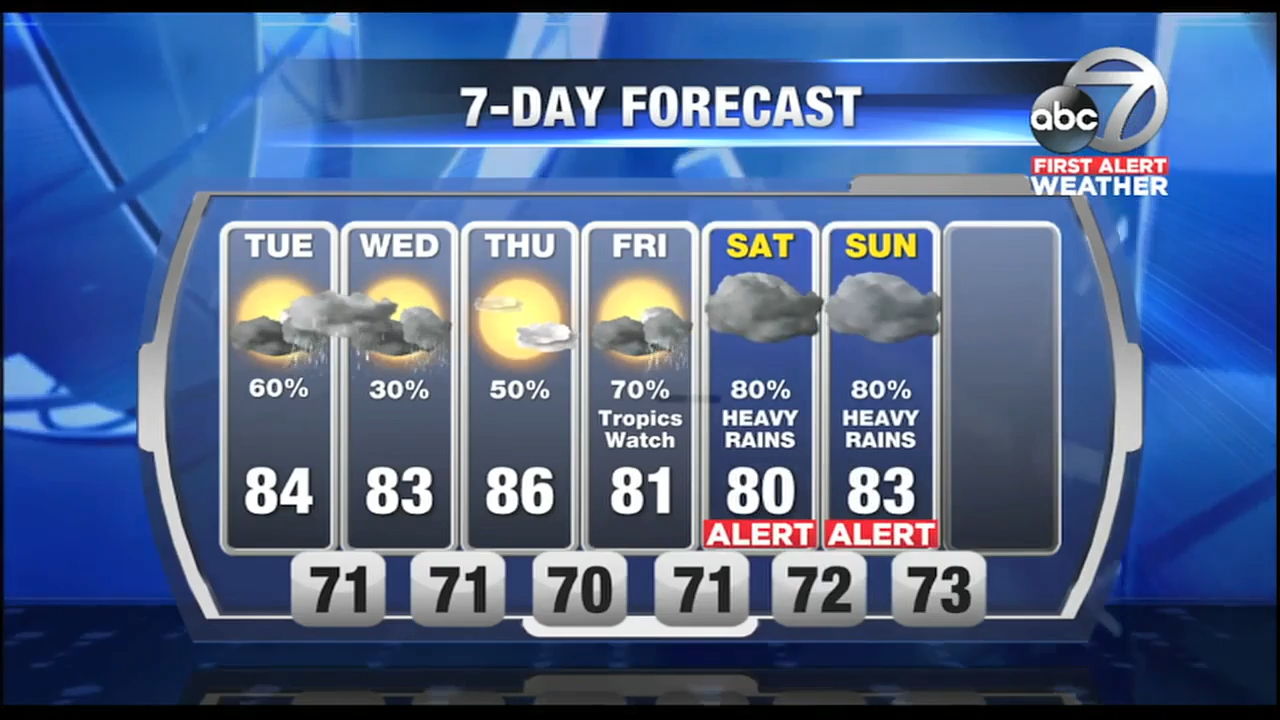 7-DAY FORECAST
abc 7
FIRST ALERT
WEATHER
TUE WED THU FRI SAT SUN
60% 30% 50% 70% 80% 80%
Tropics HEAVY HEAVY
Watch RAINS RAINS
84 83 86 81 80 83
ALERT ALERT
71 71 70 71 72 73